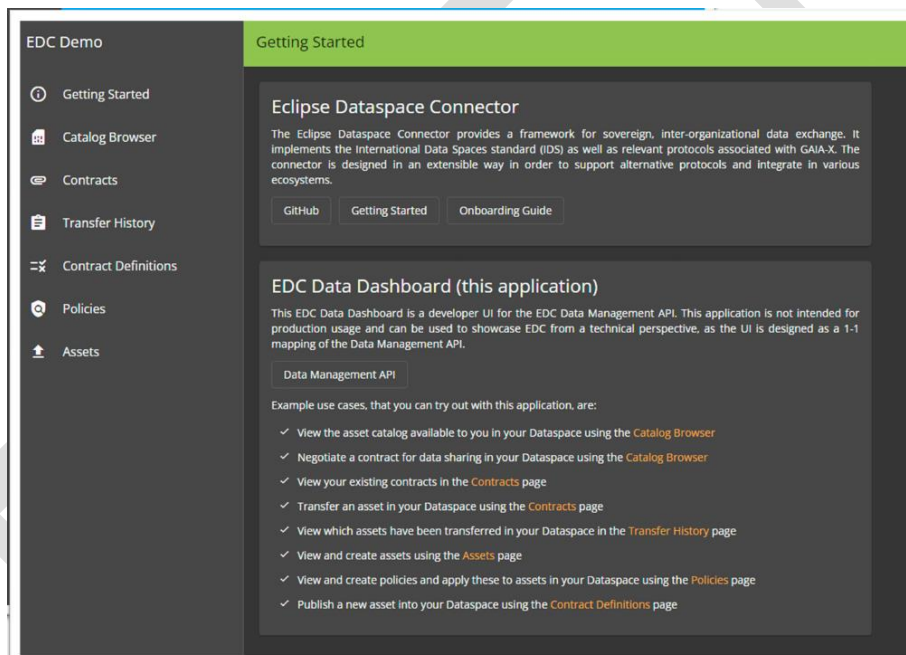 EDC Demo
Getting Started
Getting Started
Catalog Browser
Contracts
Transfer History
Contract Definitions
Policies
Assets
Eclipse Dataspace Connector
The Eclipse Dataspace Connector provides a framework for sovereign, inter-organizational data exchange. It
implements the International Data Spaces standard (IDS) as well as relevant protocols associated with GAIA-X. The
connector is designed in an extensible way in order to support alternative protocols and integrate in various
ecosystems.
GitHub Getting Started Onboarding Guide
EDC Data Dashboard (this application)
This EDC Data Dashboard is a developer UI for the EDC Data Management API. This application is not intended for
production usage and can be used to showcase EDC from a technical perspective, as the UI is designed as a 1-1
mapping of the Data Management API.
Data Management API
Example use cases, that you can try out with this application, are:
View the asset catalog available to you in your Dataspace using the Catalog Browser
Negotiate a contract for data sharing in your Dataspace using the Catalog Browser
View your existing contracts in the Contracts page
Transfer an asset in your Dataspace using the Contracts page
View which assets have been transferred in your Dataspace in the Transfer History page
View and create assets using the Assets page
View and create policies and apply these to assets in your Dataspace using the Policies page
Publish a new asset into your Dataspace using the Contract Definitions page